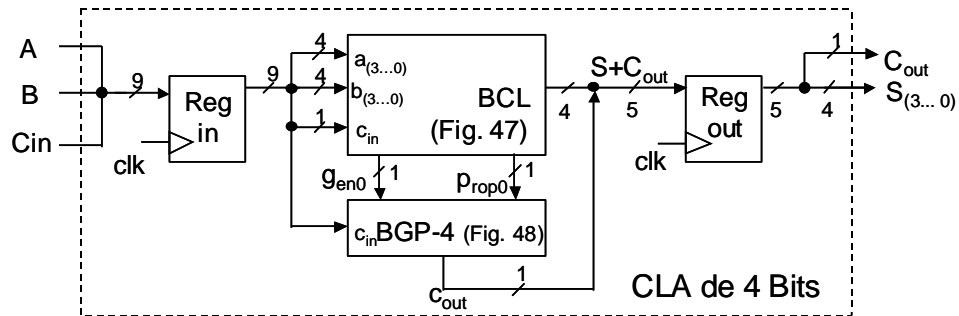 A
B
Cin
9
clk
Reg
in
9
4
4
1
a(3...0)
b(3...0)
cin
BCL
(Fig. 47)
gen0
1
prop0
1
cin BGP-4 (Fig. 48)
cout
1
4
S+Cout
5
clk
Reg
out
5
1
4
Cout
S(3... 0)
CLA de 4 Bits